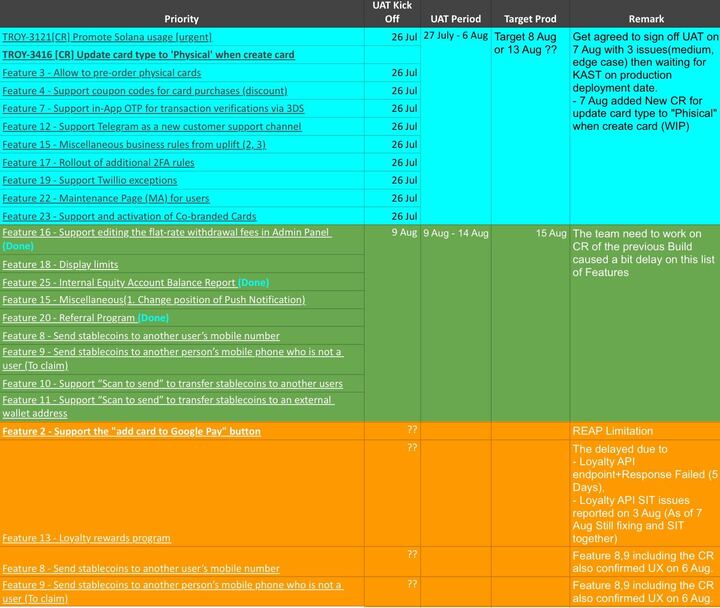 Priority
UAT Kick
Off
UAT Period
Target Prod
Remark
TROY-3121[CR] Promote Solana usage [urgent]
26 Jul
27 July - 6 Aug
Target 8 Aug
or 13 Aug ??
Get agreed to sign off UAT on
7 Aug with 3 issues(medium,
edge case) then waiting for
KAST on production
deployment date.
- 7 Aug added New CR for
update card type to "Phisical"
when create card (WIP)
TROY-3416 [CR] Update card type to 'Physical' when create card
Feature 3 - Allow to pre-order physical cards
26 Jul
Feature 4 - Support coupon codes for card purchases (discount)
26 Jul
Feature 7 - Support in-App OTP for transaction verifications via 3DS
26 Jul
Feature 12 - Support Telegram as a new customer support channel
26 Jul
Feature 15 - Miscellaneous business rules from uplift (2, 3)
26 Jul
Feature 17 - Rollout of additional 2FA rules
26 Jul
Feature 19 - Support Twillio exceptions
26 Jul
Feature 22 - Maintenance Page (MA) for users
26 Jul
Feature 23 - Support and activation of Co-branded Cards
26 Jul
Feature 16 - Support editing the flat-rate withdrawal fees in Admin Panel
(Done)
9 Aug
9 Aug - 14 Aug
15 Aug
The team need to work on
CR of the previous Build
caused a bit delay on this list
of Features
Feature 18 - Display limits
Feature 25 - Internal Equity Account Balance Report (Done)
Feature 15 - Miscellaneous(1. Change position of Push Notification)
Feature 20 - Referral Program (Done)
Feature 8 - Send stablecoins to another user's mobile number
Feature 9 - Send stablecoins to another person's mobile phone who is not a
user (To claim)
Feature 10 - Support “Scan to send” to transfer stablecoins to another users
Feature 11 - Support “Scan to send” to transfer stablecoins to an external
wallet address
Feature 2 - Support the "add card to Google Pay" button
??
REAP Limitation
Feature 13 - Loyalty rewards program
??
The delayed due to
- Loyalty API
endpoint+Response Failed (5
Days),
- Loyalty API SIT issues
reported on 3 Aug (As of 7
Aug Still fixing and SIT
together)
Feature 8 - Send stablecoins to another user's mobile number
??
Feature 8,9 including the CR
also confirmed UX on 6 Aug.
Feature 9 - Send stablecoins to another person's mobile phone who is not a
user (To claim)
??
Feature 8,9 including the CR
also confirmed UX on 6 Aug.